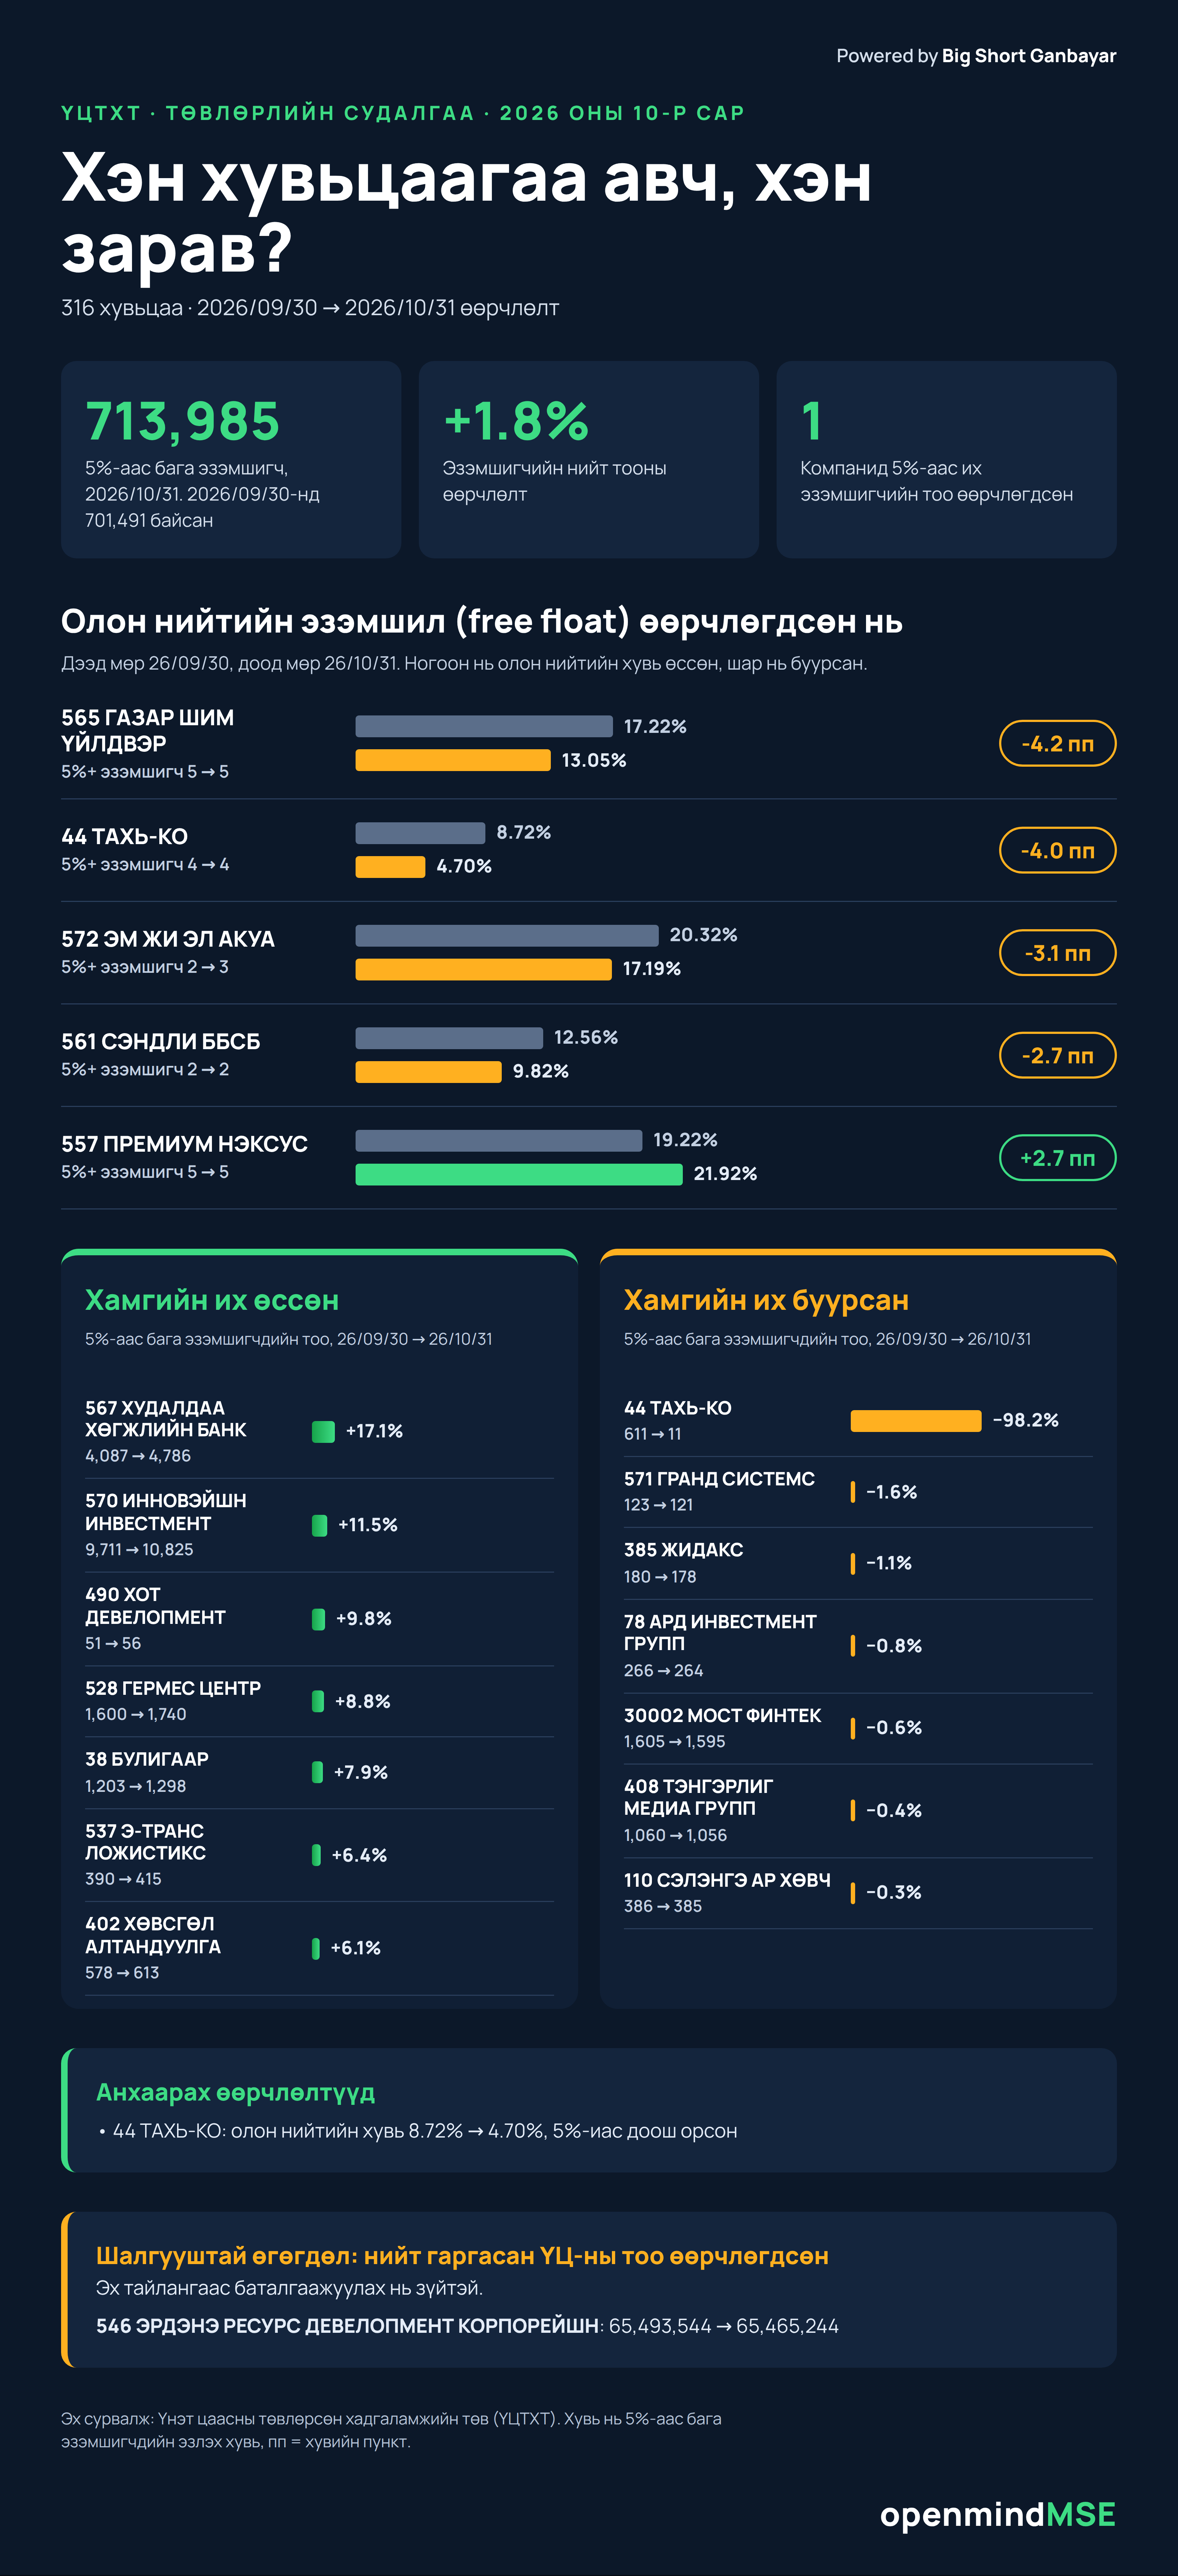 Powered by Big Short Ganbayar
ҮЦТХТ · ТӨВЛӨРЛИЙН СУДАЛГАА · 2026 ОНЫ 10-Р САР
Хэн хувьцаагаа авч, хэн
зарав?
316 хувьцаа · 2026/09/30 → 2026/10/31 өөрчлөлт
713,985
5%-аас бага эзэмшигч,
2026/10/31. 2026/09/30-нд
701,491 байсан
+1.8%
Эзэмшигчийн нийт тооны
өөрчлөлт
1
Компанид 5%-аас их
эзэмшигчийн тоо өөрчлөгдсөн
Олон нийтийн эзэмшил (free float) өөрчлөгдсөн нь
Дээд мөр 26/09/30, доод мөр 26/10/31. Ногоон нь олон нийтийн хувь өссөн, шар нь буурсан.
565 ГАЗАР ШИМ
ҮЙЛДВЭР
5%+ эзэмшигч 5 → 5
17.22%
13.05%
-4.2 пп
44 ТАХЬ-КО
5%+ эзэмшигч 4 → 4
8.72%
4.70%
-4.0 пп
572 ЭМ ЖИ ЭЛ АКУА
5%+ эзэмшигч 2 → 3
20.32%
17.19%
-3.1 пп
561 СЭНДЛИ ББСБ
5%+ эзэмшигч 2 → 2
12.56%
9.82%
-2.7 пп
557 ПРЕМИУМ НЭКСУС
5%+ эзэмшигч 5 → 5
19.22%
21.92%
+2.7 пп
Хамгийн их өссөн
5%-аас бага эзэмшигчдийн тоо, 26/09/30 → 26/10/31
567 ХУДАЛДАА
ХӨГЖЛИЙН БАНК
4,087 → 4,786
+17.1%
570 ИННОВЭЙШН
ИНВЕСТМЕНТ
9,711 → 10,825
+11.5%
490 ХОТ
ДЕВЕЛОПМЕНТ
51 → 56
+9.8%
528 ГЕРМЕС ЦЕНТР
1,600 → 1,740
+8.8%
38 БУЛИГААР
1,203 → 1,298
+7.9%
537 Э-ТРАНС
ЛОЖИСТИКС
390 → 415
+6.4%
402 ХӨВСГӨЛ
АЛТАНДУУЛГА
578 → 613
+6.1%
Хамгийн их буурсан
5%-аас бага эзэмшигчдийн тоо, 26/09/30 → 26/10/31
44 ТАХЬ-КО
611 → 11
−98.2%
571 ГРАНД СИСТЕМС
123 → 121
−1.6%
385 ЖИДАКС
180 → 178
−1.1%
78 АРД ИНВЕСТМЕНТ
ГРУПП
266 → 264
−0.8%
30002 МОСТ ФИНТЕК
1,605 → 1,595
−0.6%
408 ТЭНГЭРЛИГ
МЕДИА ГРУПП
1,060 → 1,056
−0.4%
110 СЭЛЭНГЭ АР ХӨВЧ
386 → 385
−0.3%
Анхаарах өөрчлөлтүүд
• 44 ТАХЬ-КО: олон нийтийн хувь 8.72% → 4.70%, 5%-иас доош орсон
Шалгууштай өгөгдөл: нийт гаргасан ҮЦ-ны тоо өөрчлөгдсөн
Эх тайлангаас баталгаажуулах нь зүйтэй.
546 ЭРДЭНЭ РЕСУРС ДЕВЕЛОПМЕНТ КОРПОРЕЙШН: 65,493,544 → 65,465,244
Эх сурвалж: Үнэт цаасны төвлөрсөн хадгаламжийн төв (ҮЦТХТ). Хувь нь 5%-аас бага
эзэмшигчдийн эзлэх хувь, пп = хувийн пункт.
openmindMSE